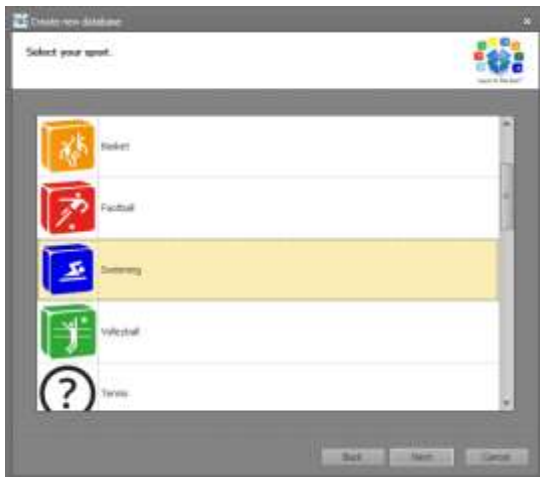 Create new database
Select your sport.
Basket
Football
Swimming
Volleyball
?
Tennis
Back
Next
Cancel